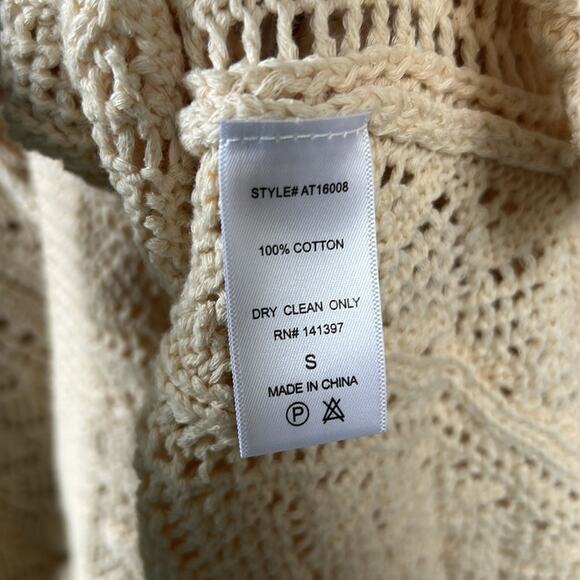 STYLE# AT16008
100% COTTON
DRY CLEAN ONLY
RN# 141397
S
MADE IN CHINA
P